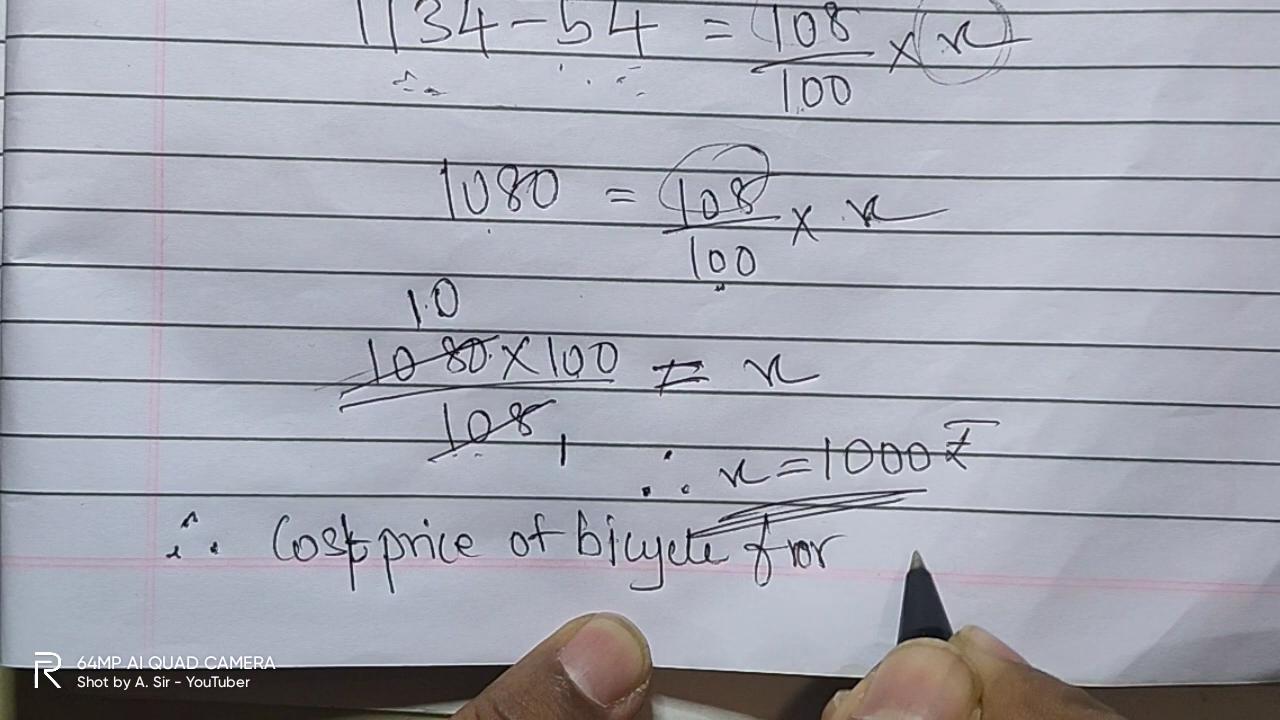 1134 - 54 = 108/100 × x
1080 = 108/100 × x
10
1080 × 100 / 108 = x
1
∴ x = 1000 ₹
∴ Cost price of bicycle for
64MP AI QUAD CAMERA
Shot by A. Sir - YouTuber